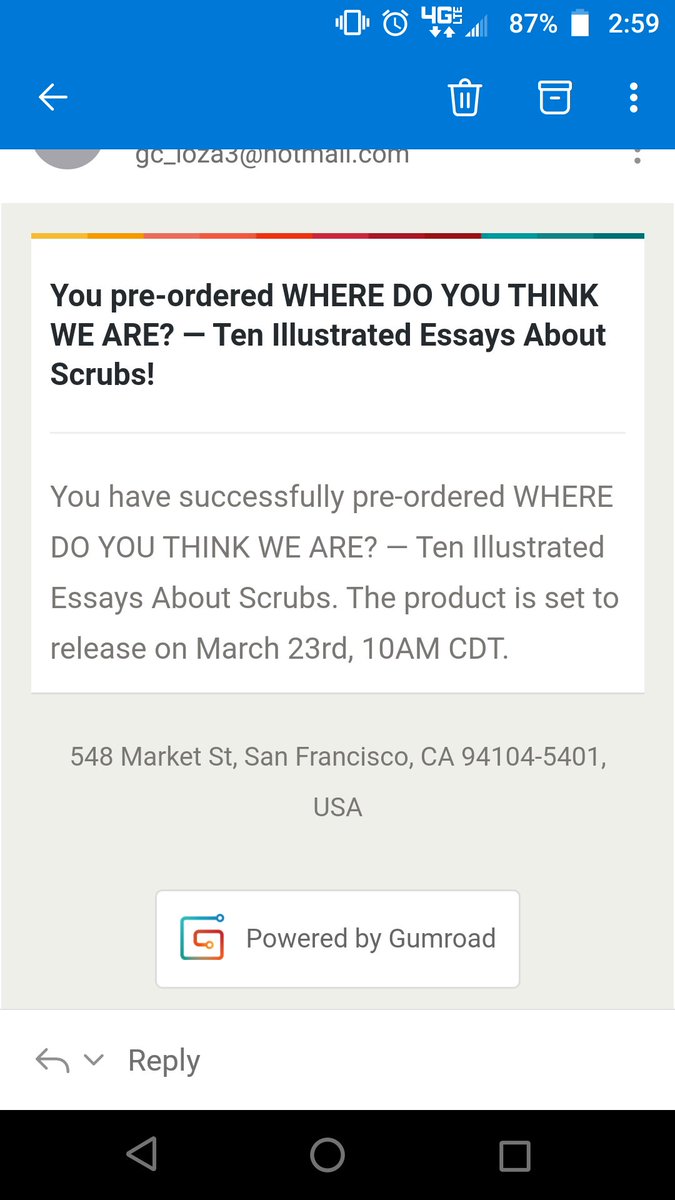 4G LTE 87% 2:59
gc_loza3@hotmail.com
You pre-ordered WHERE DO YOU THINK
WE ARE? — Ten Illustrated Essays About
Scrubs!
You have successfully pre-ordered WHERE
DO YOU THINK WE ARE? — Ten Illustrated
Essays About Scrubs. The product is set to
release on March 23rd, 10AM CDT.
548 Market St, San Francisco, CA 94104-5401,
USA
Powered by Gumroad
Reply